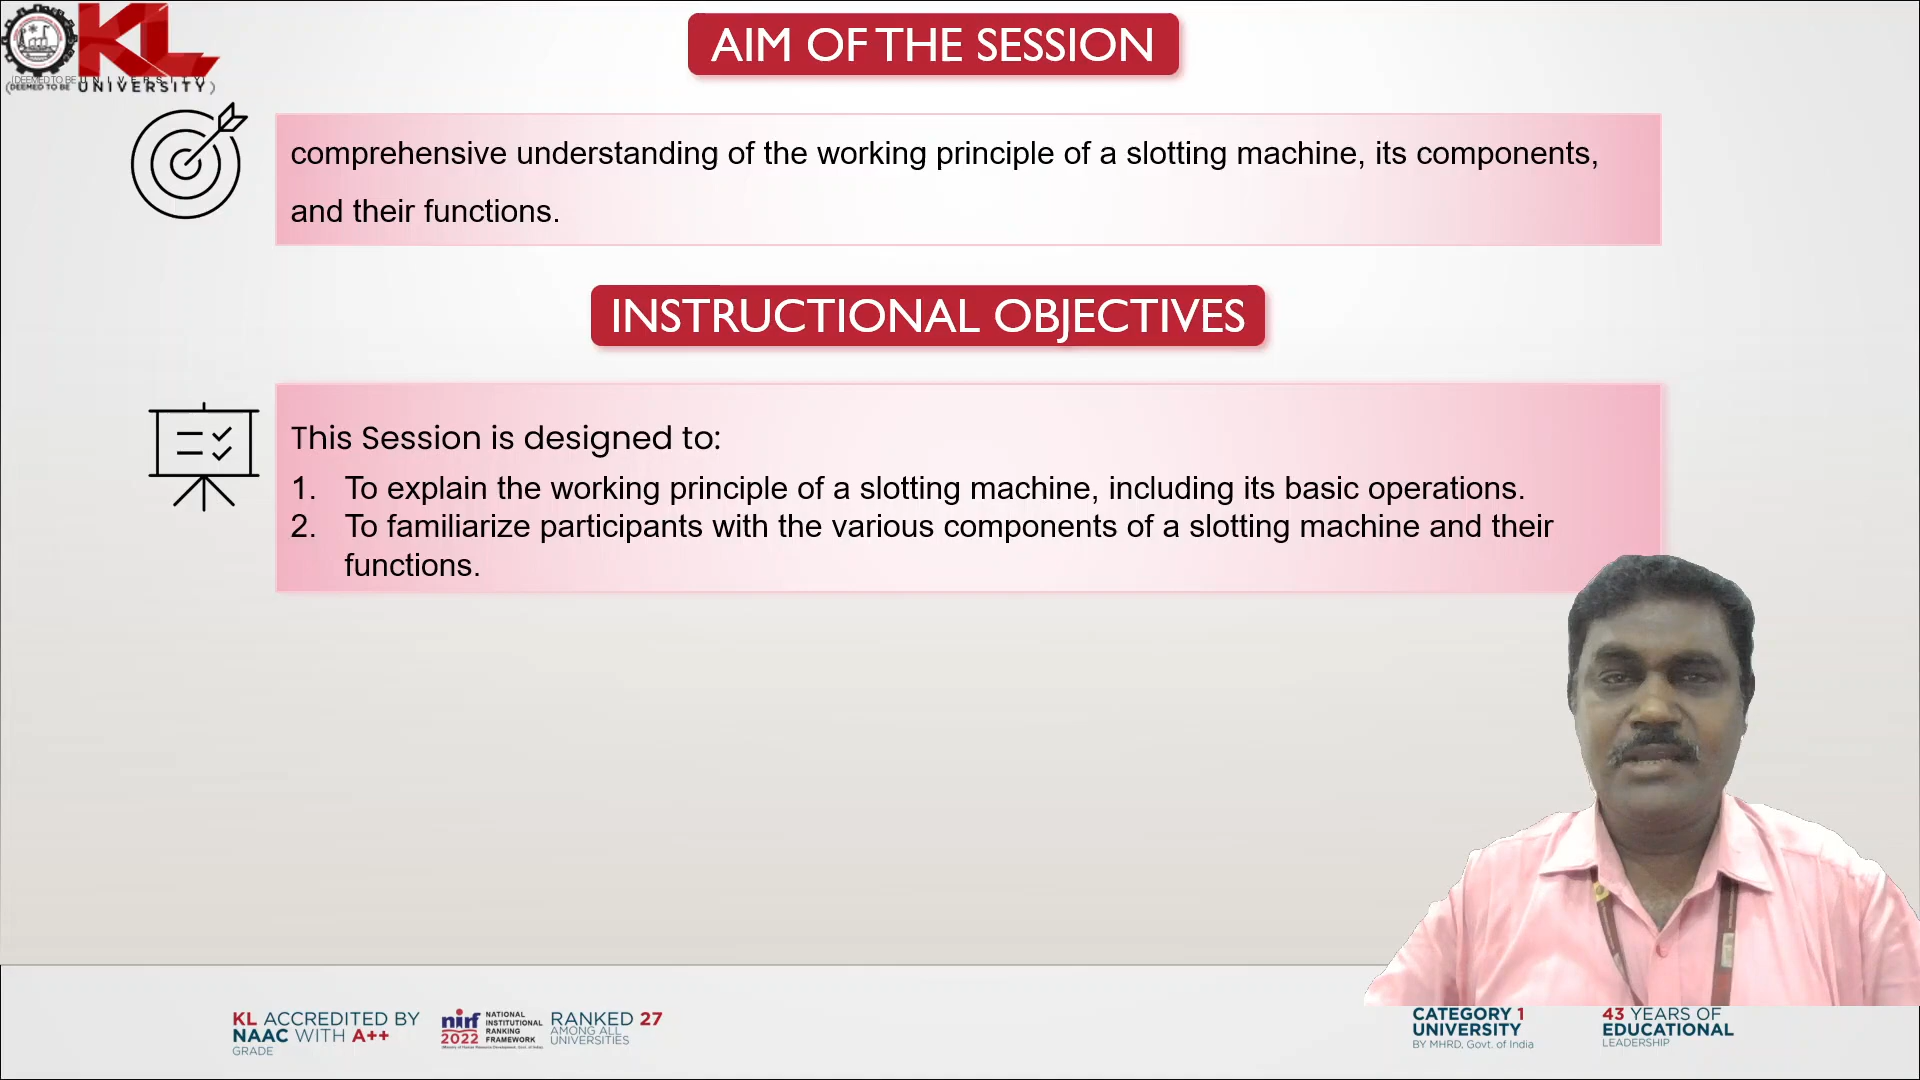 KL
(DEEMED TO BE UNIVERSITY)
AIM OF THE SESSION
comprehensive understanding of the working principle of a slotting machine, its components,
and their functions.
INSTRUCTIONAL OBJECTIVES
This Session is designed to:
1. To explain the working principle of a slotting machine, including its basic operations.
2. To familiarize participants with the various components of a slotting machine and their
functions.
KL ACCREDITED BY
NAAC WITH A++
GRADE
nirf
2022
NATIONAL
INSTITUTIONAL
RANKING
FRAMEWORK
RANKED 27
AMONG ALL
UNIVERSITIES
CATEGORY 1
UNIVERSITY
BY MHRD, Govt. of India
43 YEARS OF
EDUCATIONAL
LEADERSHIP